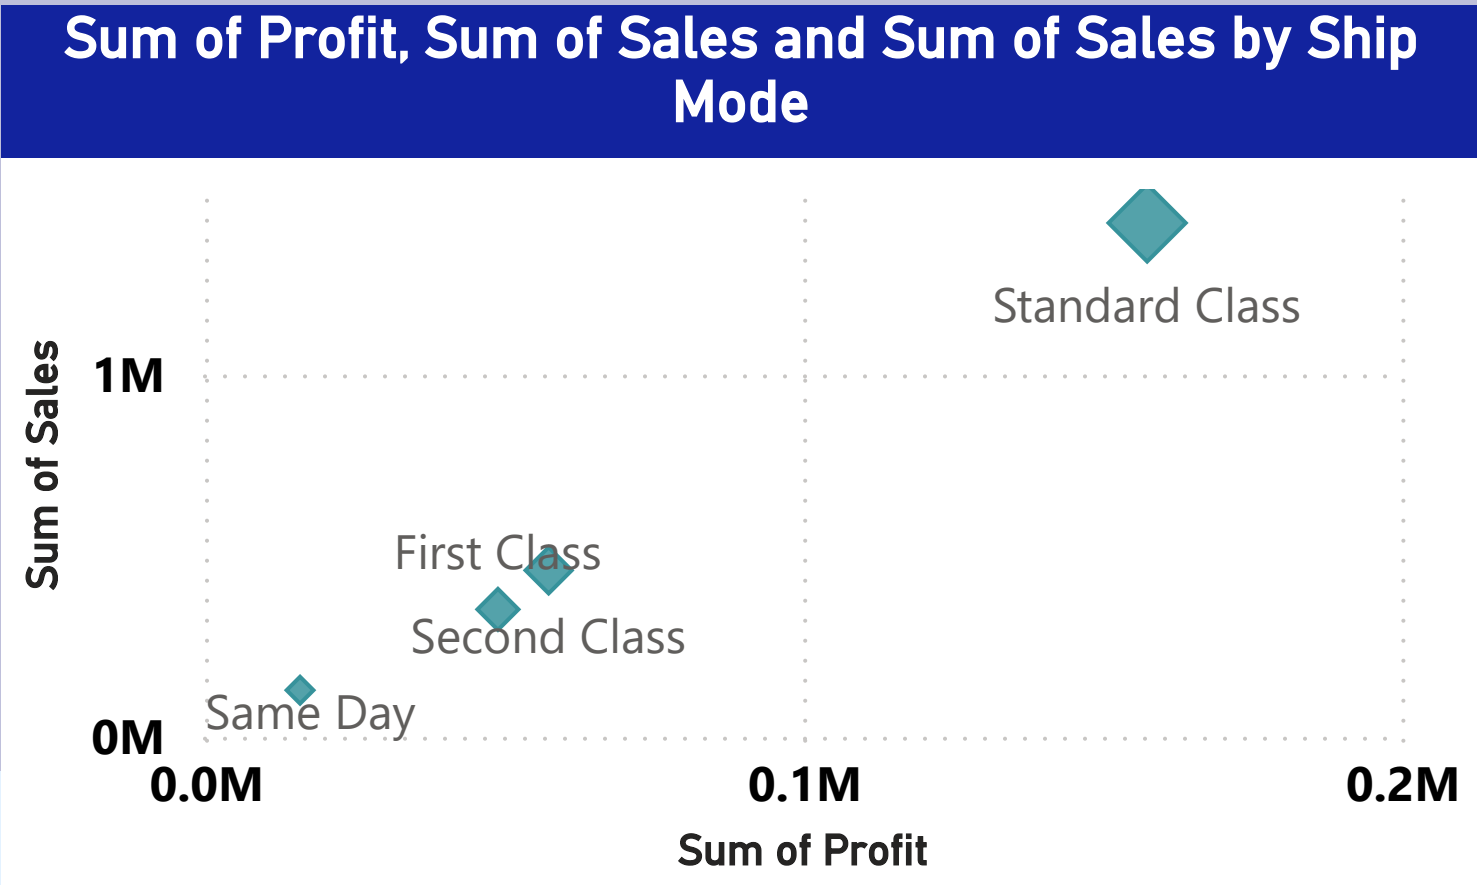 Sum of Profit, Sum of Sales and Sum of Sales by Ship
Mode
Standard Class
1M
Sum of Sales
First Class
Second Class
Same Day
0M
0.0M 0.1M 0.2M
Sum of Profit